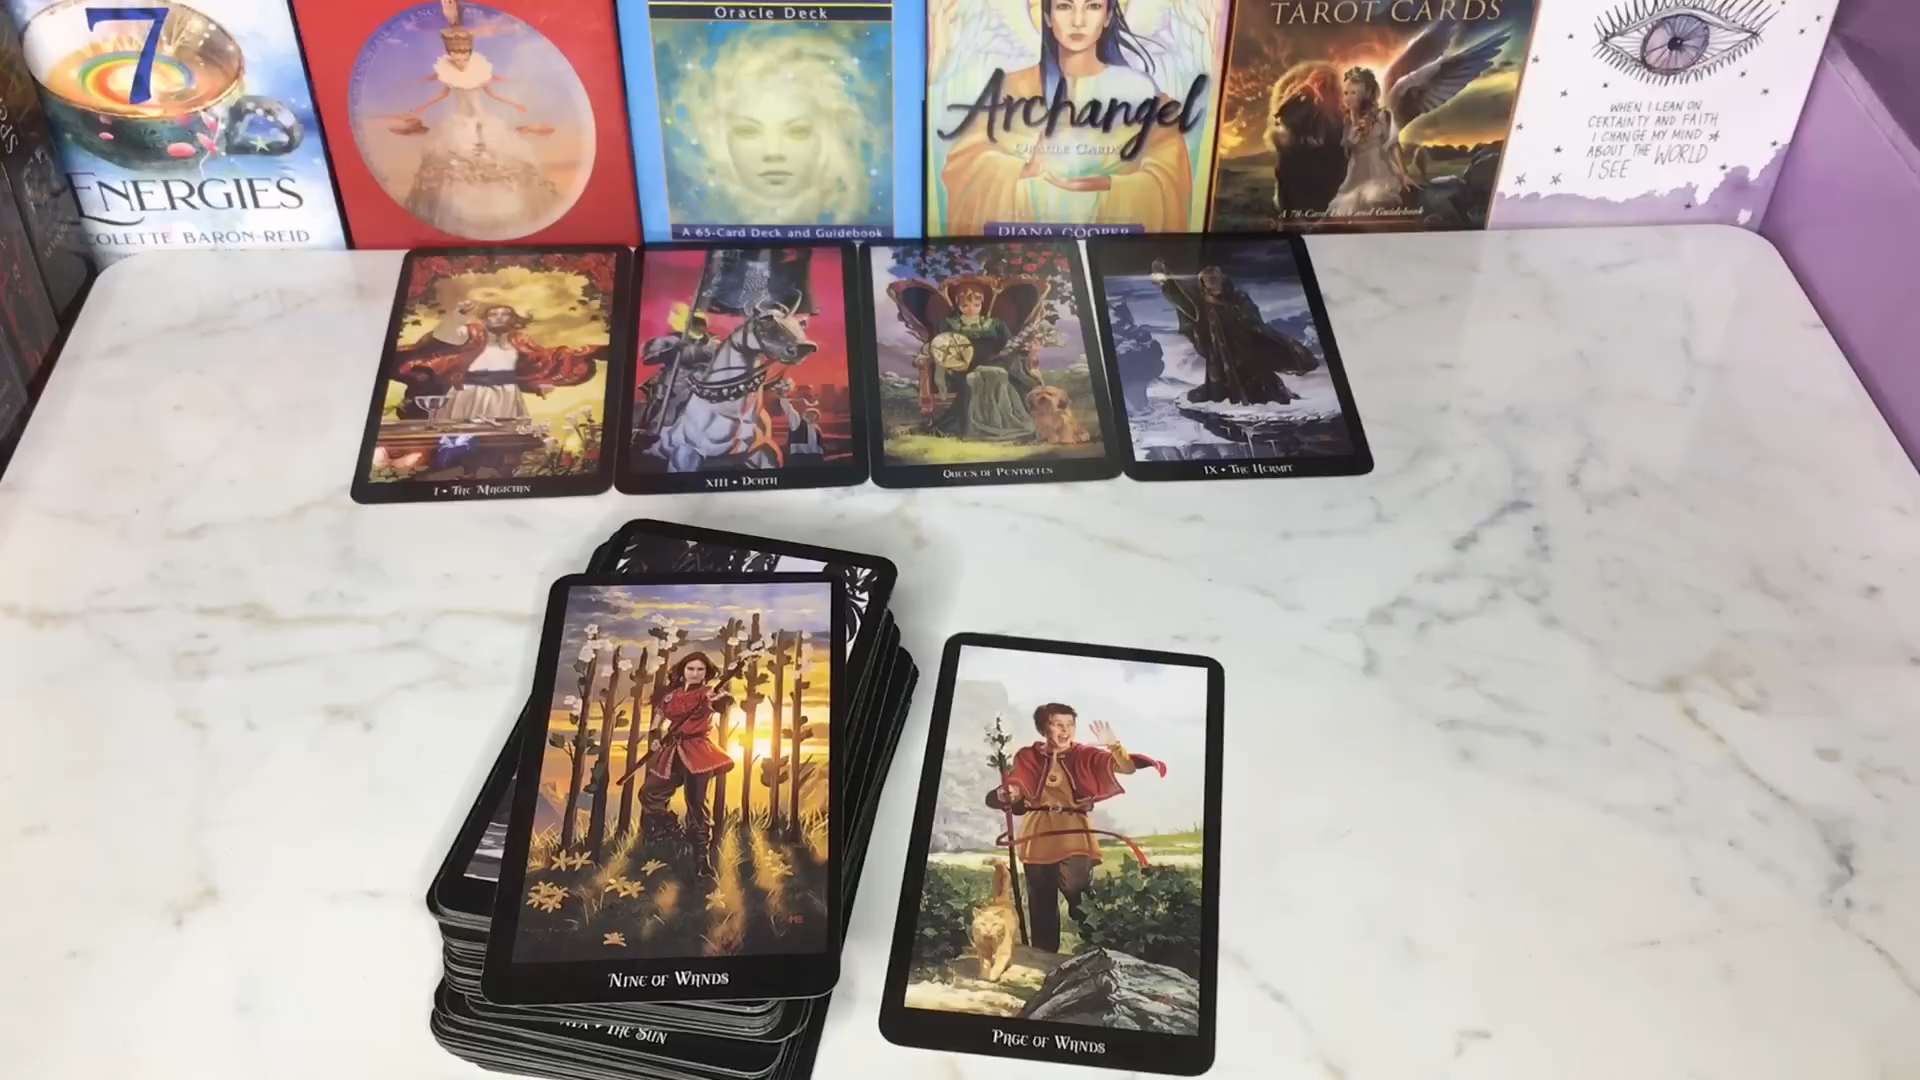 7
ENERGIES
COLETTE BARON-REID
Oracle Deck
A 65-Card Deck and Guidebook
Archangel
ORACLE CARDS
DIANA COOPER
TAROT CARDS
A 78-Card Deck and Guidebook
WHEN I LEAN ON
CERTAINTY AND FAITH
I CHANGE MY MIND
ABOUT THE WORLD
I SEE
I • The Magician
XIII • Death
Queen of Pentacles
IX • The Hermit
Nine of Wands
XIX • The Sun
Page of Wands